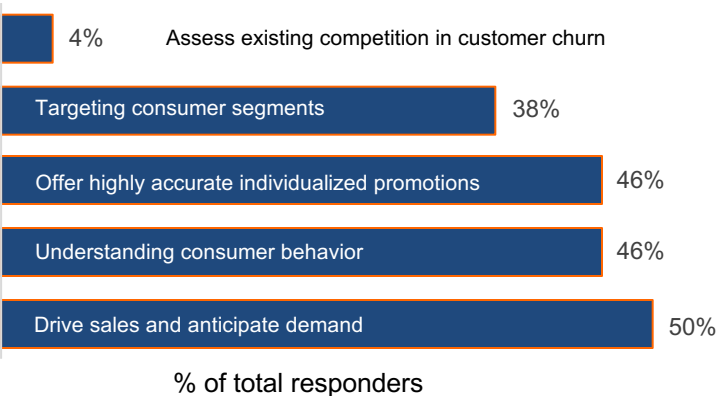 4%
Assess existing competition in customer churn
Targeting consumer segments
38%
Offer highly accurate individualized promotions
46%
Understanding consumer behavior
46%
Drive sales and anticipate demand
50%
% of total responders